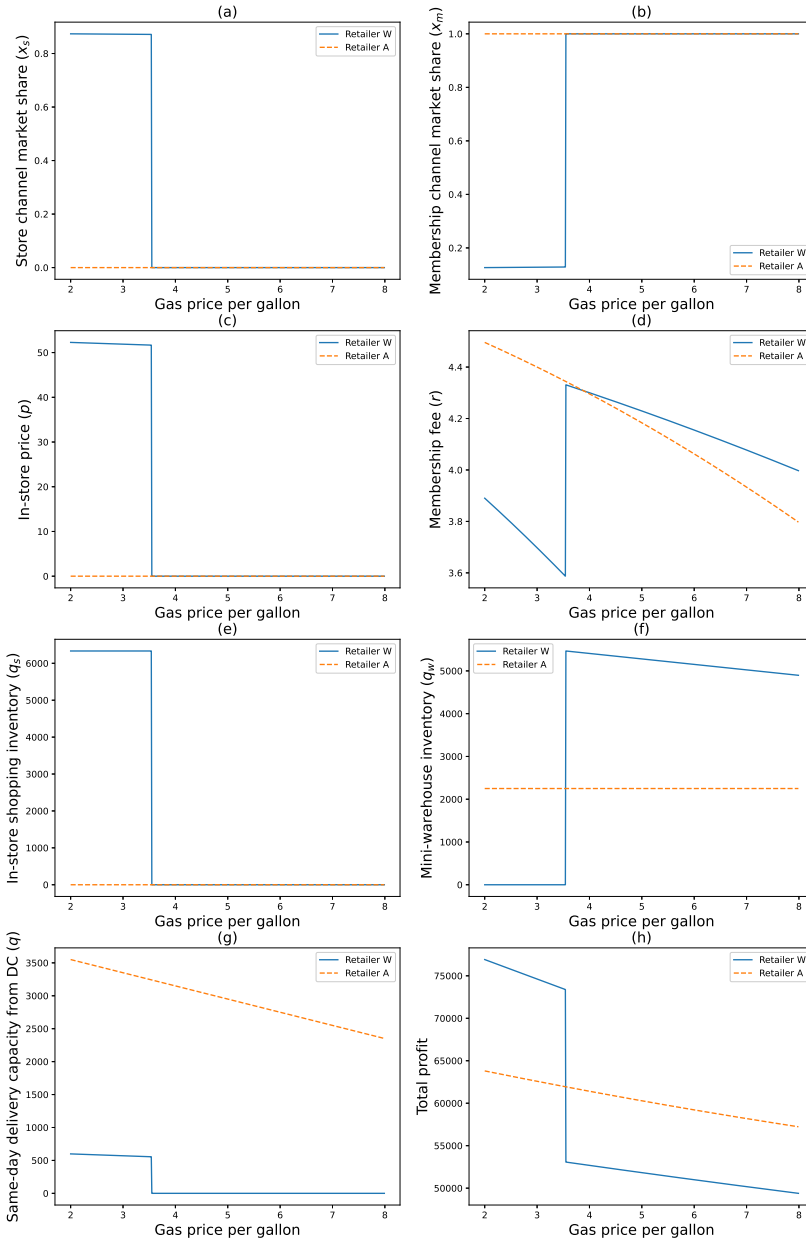 (a)
Store channel market share (x_s)
0.8
0.6
0.4
0.2
0.0
Retailer W
Retailer A
2 3 4 5 6 7 8
Gas price per gallon
(b)
Membership channel market share (x_m)
1.0
0.8
0.6
0.4
0.2
Retailer W
Retailer A
2 3 4 5 6 7 8
Gas price per gallon
(c)
In-store price (p)
50
40
30
20
10
0
Retailer W
Retailer A
2 3 4 5 6 7 8
Gas price per gallon
(d)
Membership fee (r)
4.4
4.2
4.0
3.8
3.6
Retailer W
Retailer A
2 3 4 5 6 7 8
Gas price per gallon
(e)
In-store shopping inventory (q_s)
6000
5000
4000
3000
2000
1000
0
Retailer W
Retailer A
2 3 4 5 6 7 8
Gas price per gallon
(f)
Mini-warehouse inventory (q_w)
5000
4000
3000
2000
1000
0
Retailer W
Retailer A
2 3 4 5 6 7 8
Gas price per gallon
(g)
Same-day delivery capacity from DC (q)
3500
3000
2500
2000
1500
1000
500
0
Retailer W
Retailer A
2 3 4 5 6 7 8
Gas price per gallon
(h)
Total profit
75000
70000
65000
60000
55000
50000
Retailer W
Retailer A
2 3 4 5 6 7 8
Gas price per gallon